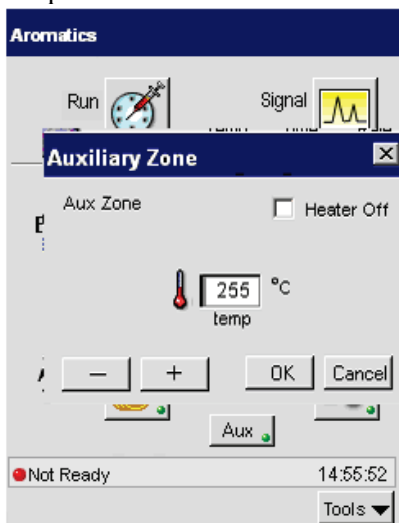 Aromatics
Run Signal
Auxiliary Zone
Aux Zone Heater Off
255 °C
temp
− + OK Cancel
Aux
Not Ready 14:55:52
Tools